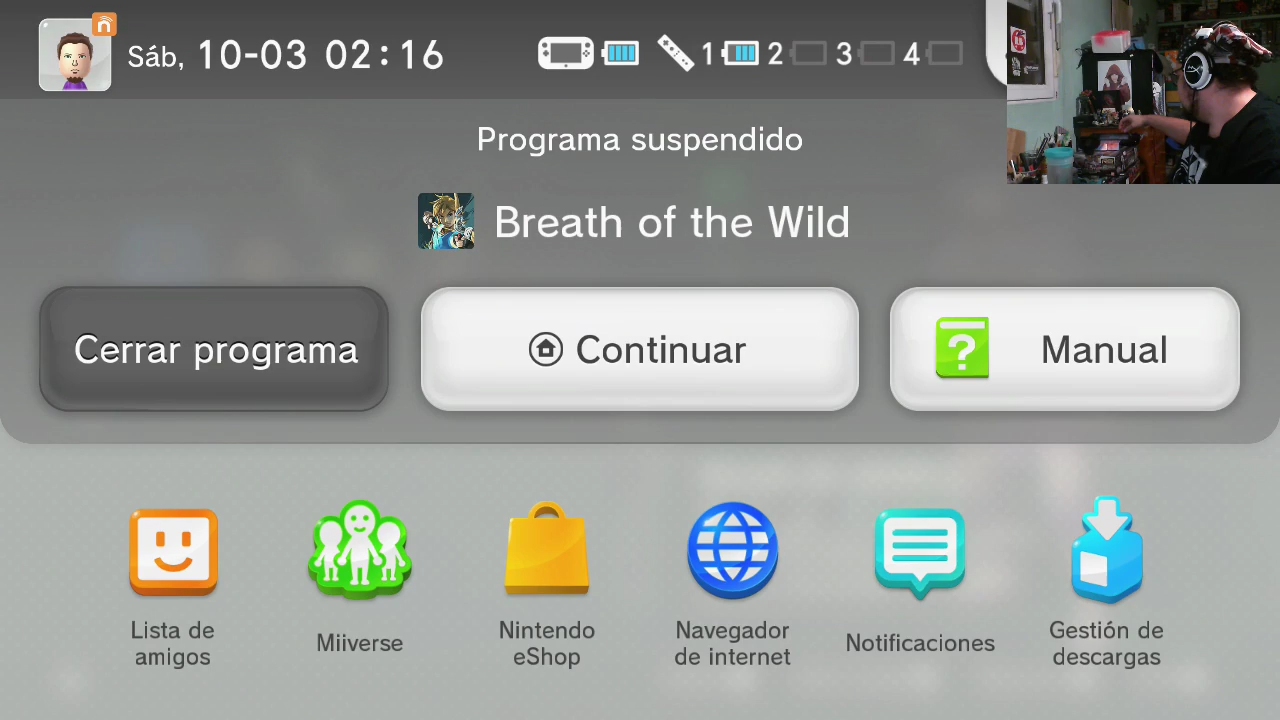 Sáb, 10-03 02:16
1 2 3 4
Programa suspendido
Breath of the Wild
Cerrar programa
Continuar
? Manual
Lista de
amigos
Miiverse
Nintendo
eShop
Navegador
de internet
Notificaciones
Gestión de
descargas